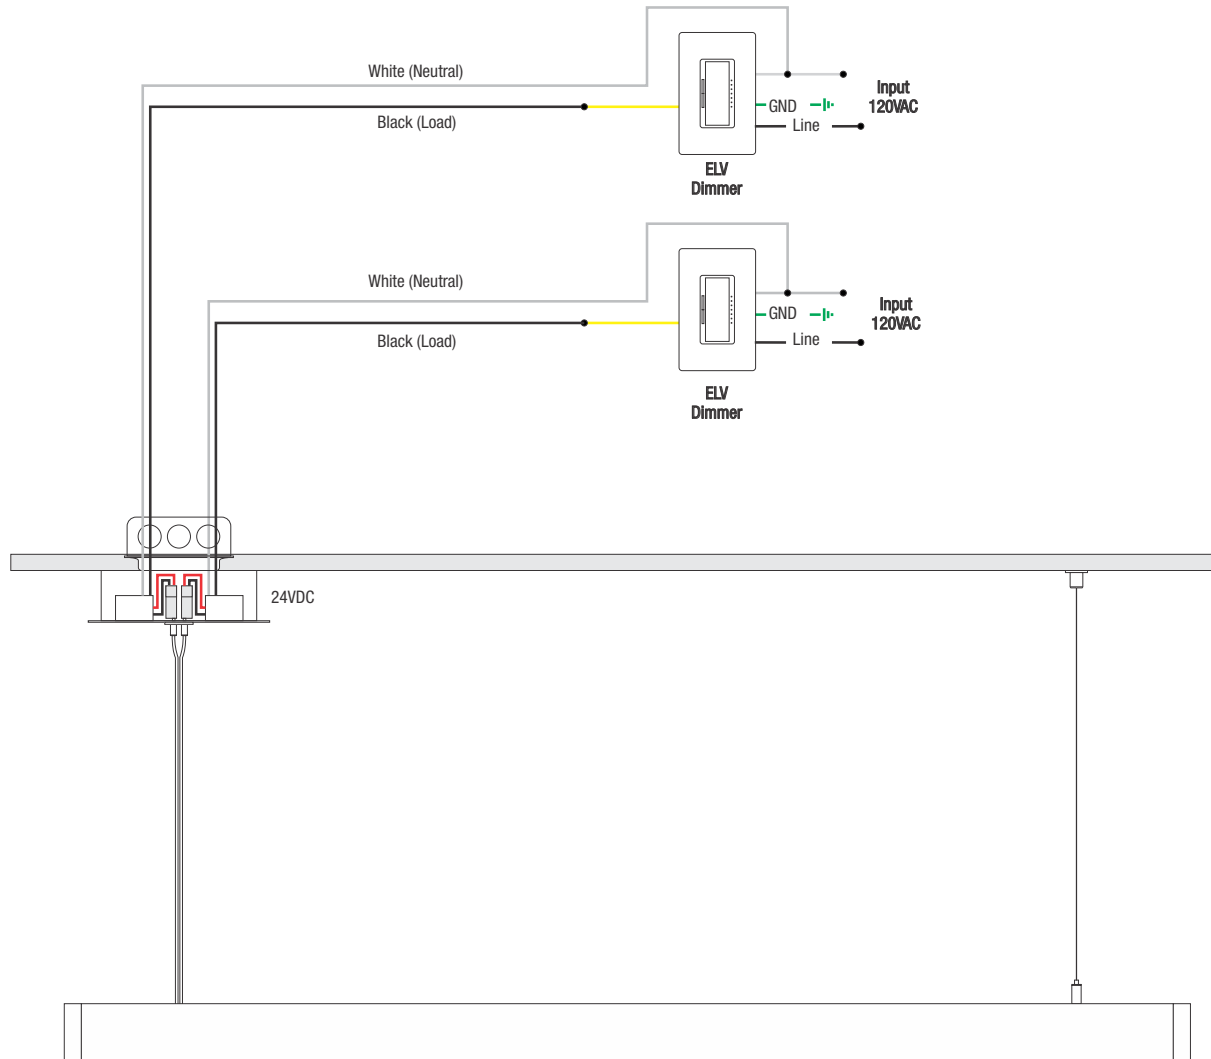 White (Neutral)
Black (Load)
GND
Line
Input
120VAC
ELV
Dimmer
White (Neutral)
Black (Load)
GND
Line
Input
120VAC
ELV
Dimmer
24VDC